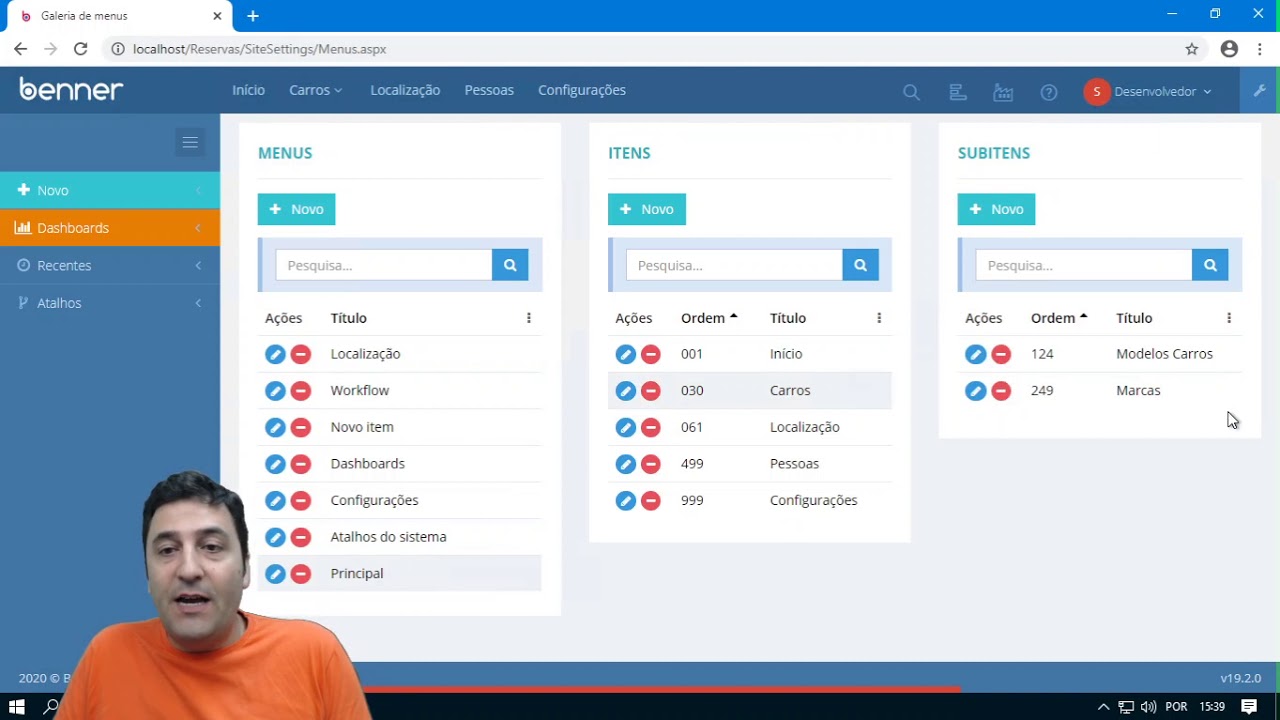 Galeria de menus
localhost/Reservas/SiteSettings/Menus.aspx
benner
Início Carros Localização Pessoas Configurações
S Desenvolvedor
Novo
Dashboards
Recentes
Atalhos
MENUS
Novo
Pesquisa...
Ações Título
Localização
Workflow
Novo item
Dashboards
Configurações
Atalhos do sistema
Principal
ITENS
Novo
Pesquisa...
Ações Ordem Título
001 Início
030 Carros
061 Localização
499 Pessoas
999 Configurações
SUBITENS
Novo
Pesquisa...
Ações Ordem Título
124 Modelos Carros
249 Marcas
2020 © B
v19.2.0
POR 15:39